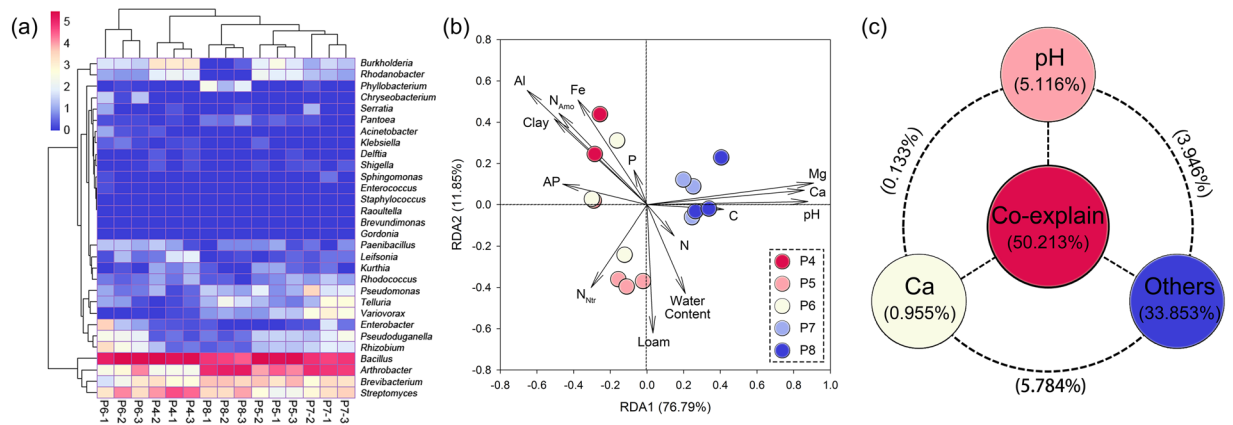 (a)
5
4
3
2
1
0
Burkholderia
Rhodanobacter
Phyllobacterium
Chryseobacterium
Serratia
Pantoea
Acinetobacter
Klebsiella
Delftia
Shigella
Sphingomonas
Enterococcus
Staphylococcus
Raoultella
Brevundimonas
Gordonia
Paenibacillus
Leifsonia
Kurthia
Rhodococcus
Pseudomonas
Telluria
Variovorax
Enterobacter
Pseudoduganella
Rhizobium
Bacillus
Arthrobacter
Brevibacterium
Streptomyces
P6-1
P6-2
P6-3
P4-2
P4-1
P4-3
P8-1
P8-2
P8-3
P5-2
P5-1
P5-3
P7-2
P7-1
P7-3
(b)
RDA2 (11.85%)
0.8
0.6
0.4
0.2
0.0
-0.2
-0.4
-0.6
-0.8
Al
Fe
NAmo
Clay
P
AP
Mg
Ca
pH
C
N
NNtr
Water
Content
Loam
P4
P5
P6
P7
P8
-0.8 -0.6 -0.4 -0.2 0.0 0.2 0.4 0.6 0.8 1.0
RDA1 (76.79%)
(c)
pH
(5.116%)
(0.133%)
(3.946%)
Co-explain
(50.213%)
Ca
(0.955%)
Others
(33.853%)
(5.784%)